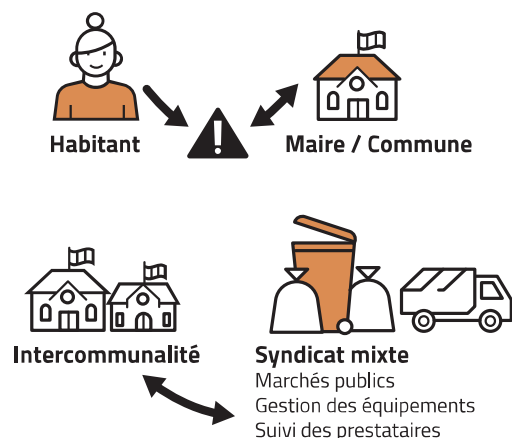 Habitant
Maire / Commune
Intercommunalité
Syndicat mixte
Marchés publics
Gestion des équipements
Suivi des prestataires